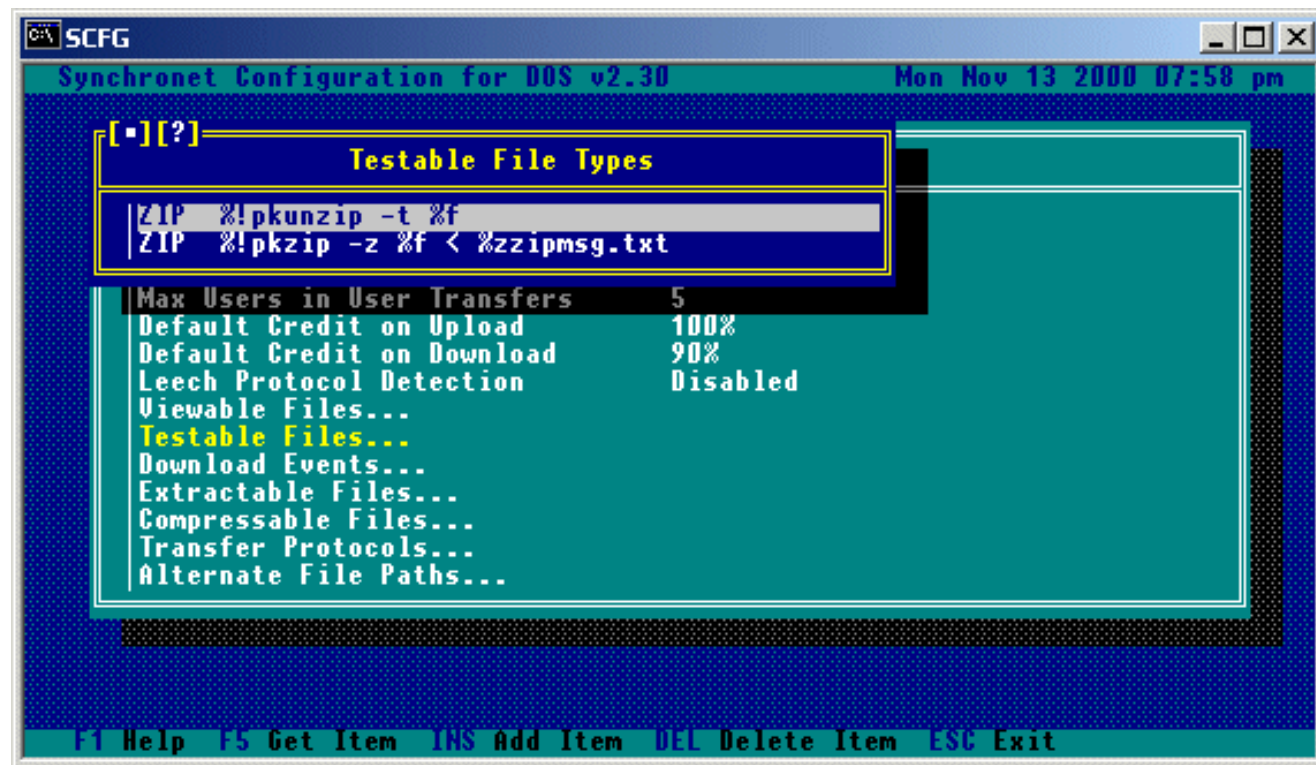 SCFG
Synchronet Configuration for DOS v2.30 Mon Nov 13 2000 07:58 pm
[▪][?]
Testable File Types
ZIP %!pkunzip -t %f
ZIP %!pkzip -z %f < %zzipmsg.txt
Max Users in User Transfers 5
Default Credit on Upload 100%
Default Credit on Download 90%
Leech Protocol Detection Disabled
Viewable Files...
Testable Files...
Download Events...
Extractable Files...
Compressable Files...
Transfer Protocols...
Alternate File Paths...
F1 Help F5 Get Item INS Add Item DEL Delete Item ESC Exit